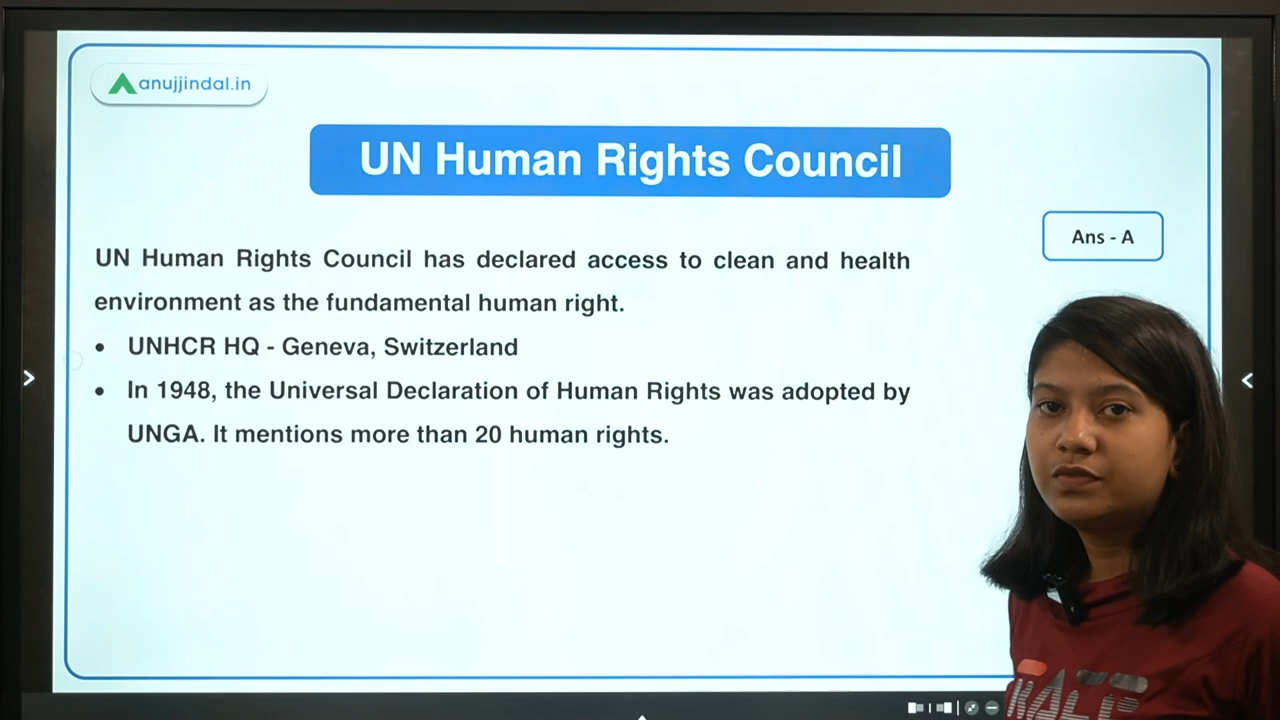 anujjindal.in
UN Human Rights Council
Ans - A
UN Human Rights Council has declared access to clean and health
environment as the fundamental human right.
• UNHCR HQ - Geneva, Switzerland
• In 1948, the Universal Declaration of Human Rights was adopted by
UNGA. It mentions more than 20 human rights.